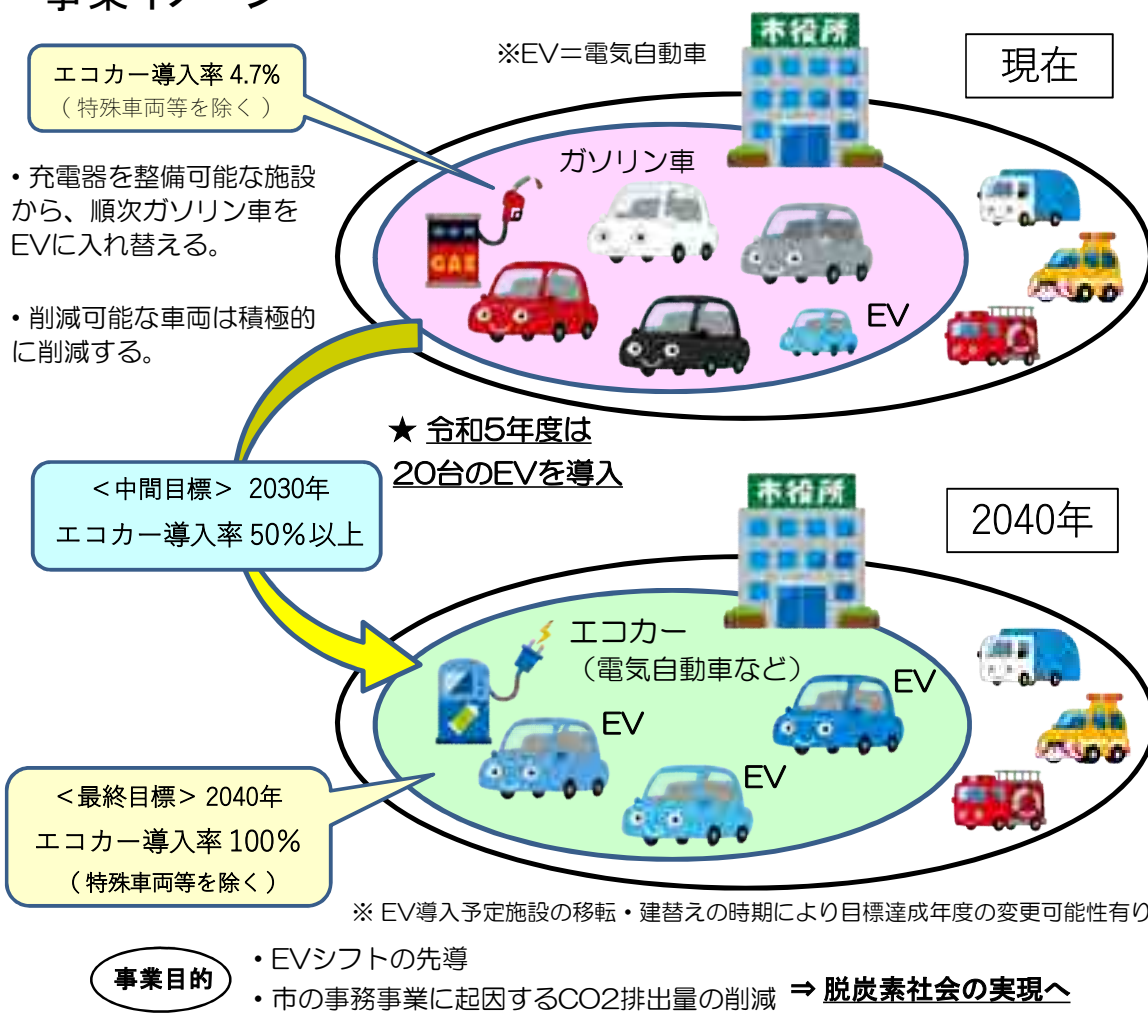 事業イメージ
※EV＝電気自動車
市役所
現在
エコカー導入率 4.7%
（ 特殊車両等を除く ）
・充電器を整備可能な施設
から、順次ガソリン車を
EVに入れ替える。
・削減可能な車両は積極的
に削減する。
ガソリン車
GAS
EV
★ 令和5年度は
20台のEVを導入
＜中間目標＞ 2030年
エコカー導入率 50％以上
市役所
2040年
エコカー
（電気自動車など）
EV
EV
EV
＜最終目標＞ 2040年
エコカー導入率 100％
（ 特殊車両等を除く ）
※ EV導入予定施設の移転・建替えの時期により目標達成年度の変更可能性有り
事業目的
・EVシフトの先導
・市の事務事業に起因するCO2排出量の削減 ⇒ 脱炭素社会の実現へ